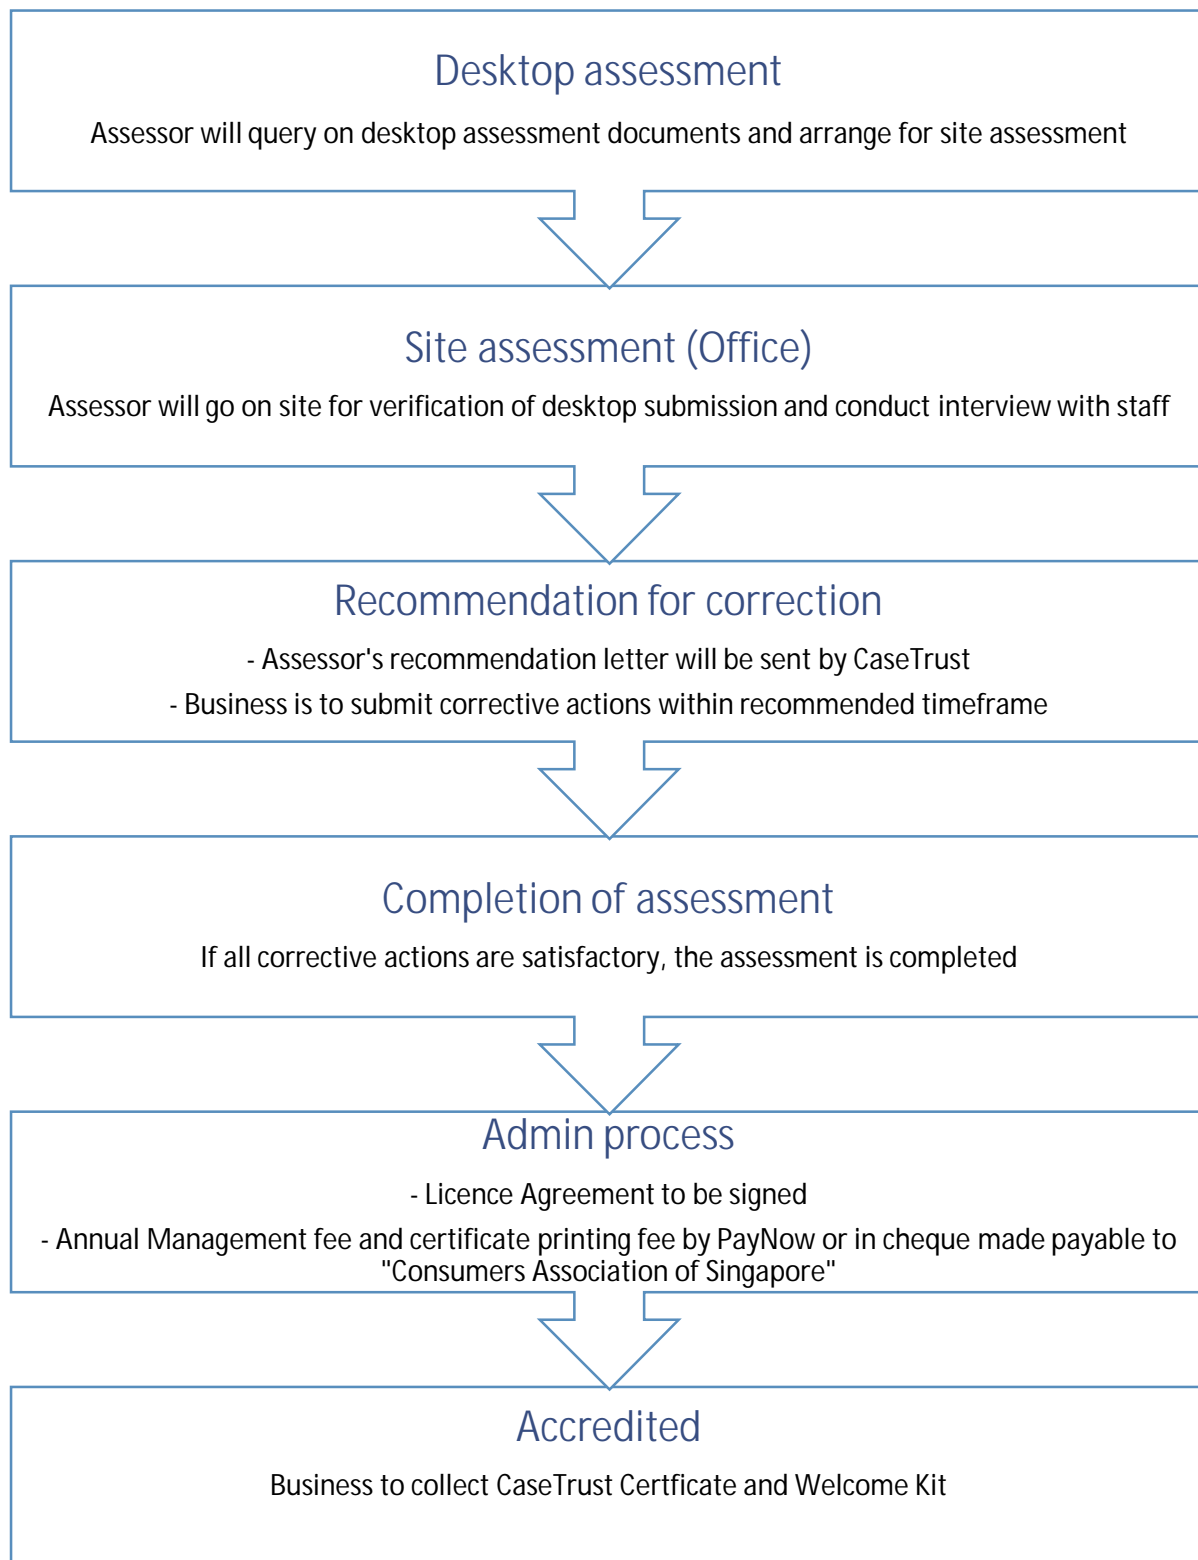 Desktop assessment
Assessor will query on desktop assessment documents and arrange for site assessment
Site assessment (Office)
Assessor will go on site for verification of desktop submission and conduct interview with staff
Recommendation for correction
- Assessor's recommendation letter will be sent by CaseTrust
- Business is to submit corrective actions within recommended timeframe
Completion of assessment
If all corrective actions are satisfactory, the assessment is completed
Admin process
- Licence Agreement to be signed
- Annual Management fee and certificate printing fee by PayNow or in cheque made payable to
"Consumers Association of Singapore"
Accredited
Business to collect CaseTrust Certficate and Welcome Kit